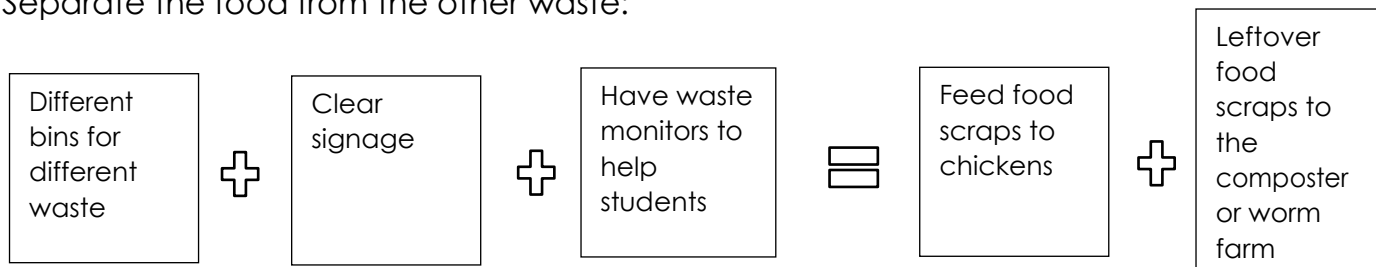 Separate the food from the other waste:
Different
bins for
different
waste
Clear
signage
Have waste
monitors to
help
students
Feed food
scraps to
chickens
Leftover
food
scraps to
the
composter
or worm
farm